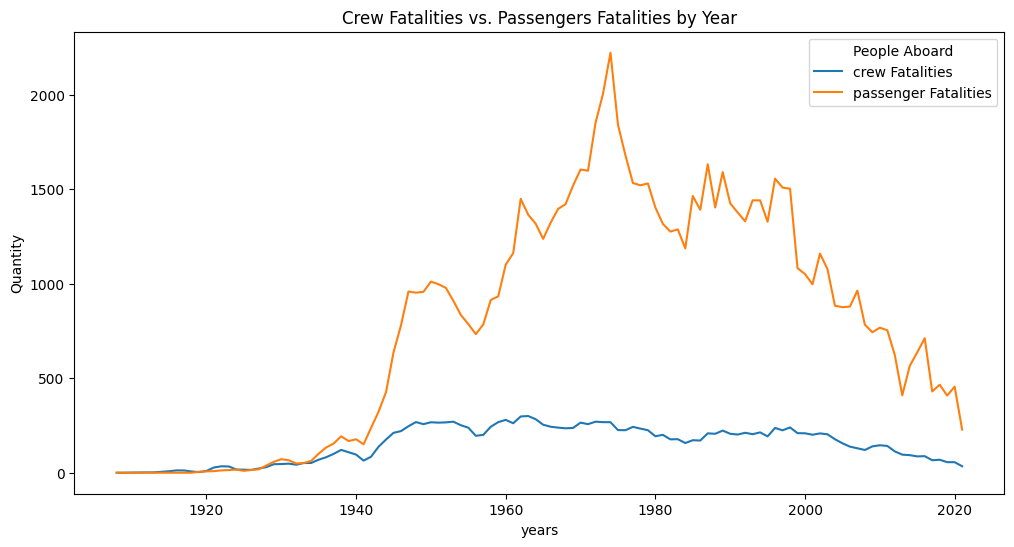 Crew Fatalities vs. Passengers Fatalities by Year
People Aboard
crew Fatalities
passenger Fatalities
Quantity
2000
1500
1000
500
0
1920
1940
1960
1980
2000
2020
years